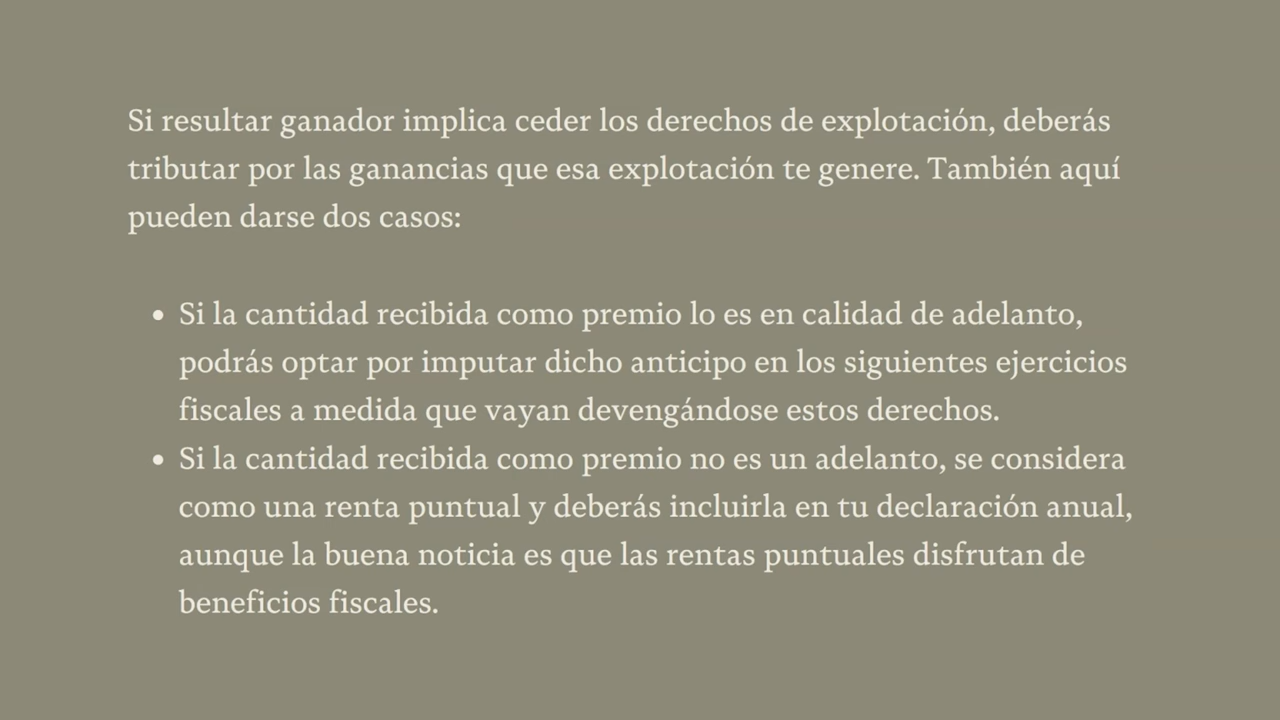 Si resultar ganador implica ceder los derechos de explotación, deberás
tributar por las ganancias que esa explotación te genere. También aquí
pueden darse dos casos:
• Si la cantidad recibida como premio lo es en calidad de adelanto,
podrás optar por imputar dicho anticipo en los siguientes ejercicios
fiscales a medida que vayan devengándose estos derechos.
• Si la cantidad recibida como premio no es un adelanto, se considera
como una renta puntual y deberás incluirla en tu declaración anual,
aunque la buena noticia es que las rentas puntuales disfrutan de
beneficios fiscales.